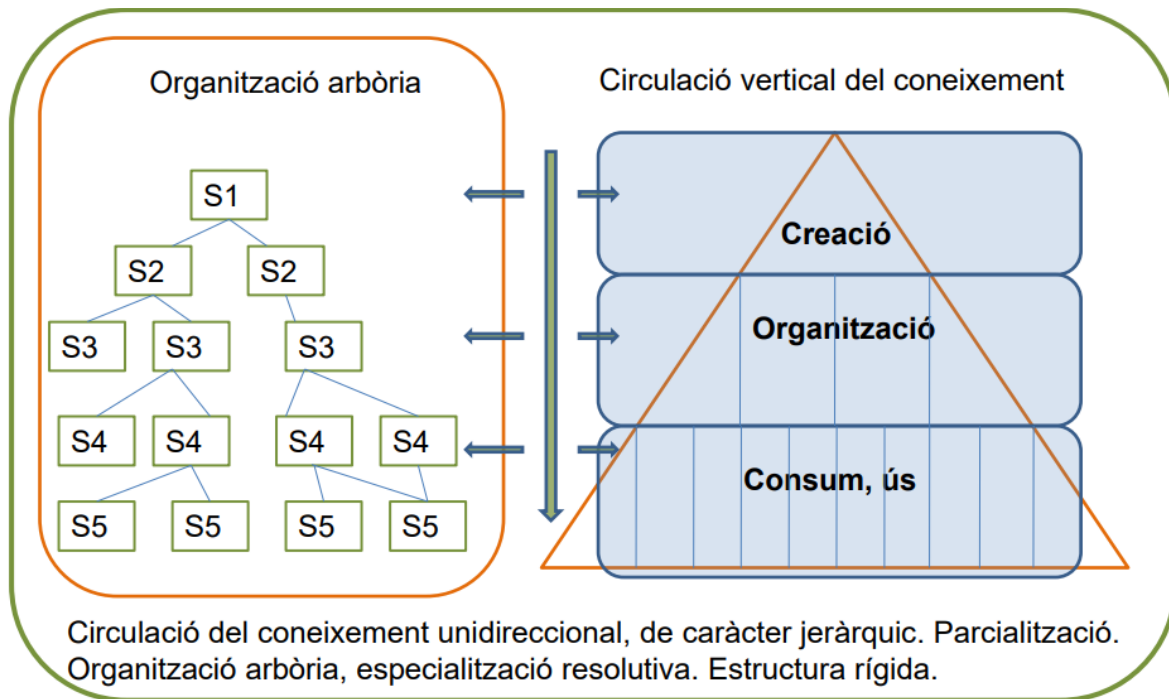 Organització arbòria
Circulació vertical del coneixement
S1
S2 S2
S3 S3 S3
S4 S4 S4 S4
S5 S5 S5 S5
Creació
Organització
Consum, ús
Circulació del coneixement unidireccional, de caràcter jeràrquic. Parcialització.
Organització arbòria, especialització resolutiva. Estructura rígida.